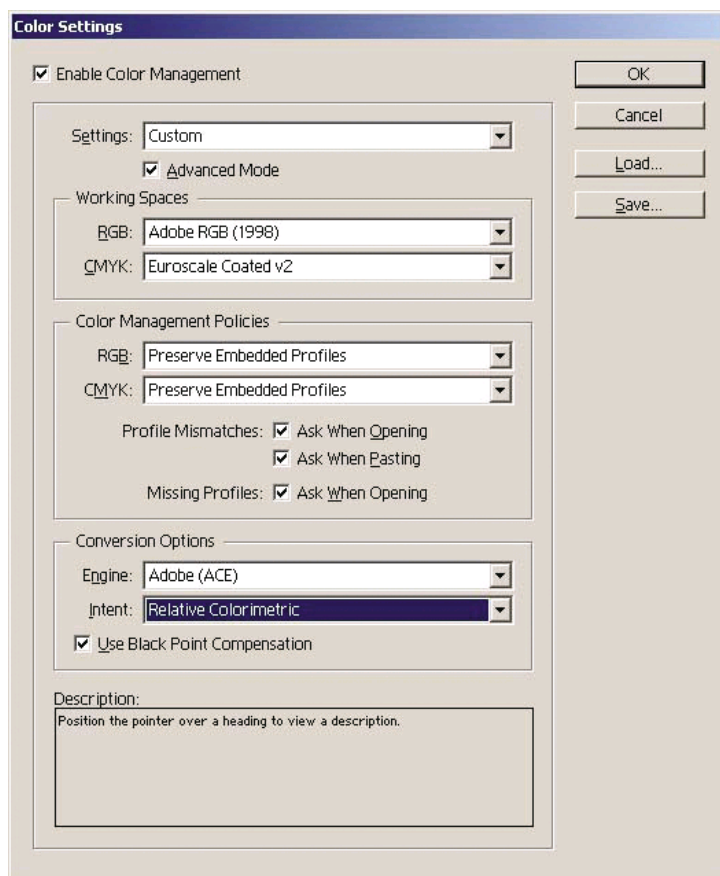 Color Settings
Enable Color Management
OK
Cancel
Load...
Save...
Settings: Custom
Advanced Mode
Working Spaces
RGB: Adobe RGB (1998)
CMYK: Euroscale Coated v2
Color Management Policies
RGB: Preserve Embedded Profiles
CMYK: Preserve Embedded Profiles
Profile Mismatches: Ask When Opening
Ask When Pasting
Missing Profiles: Ask When Opening
Conversion Options
Engine: Adobe (ACE)
Intent: Relative Colorimetric
Use Black Point Compensation
Description:
Position the pointer over a heading to view a description.